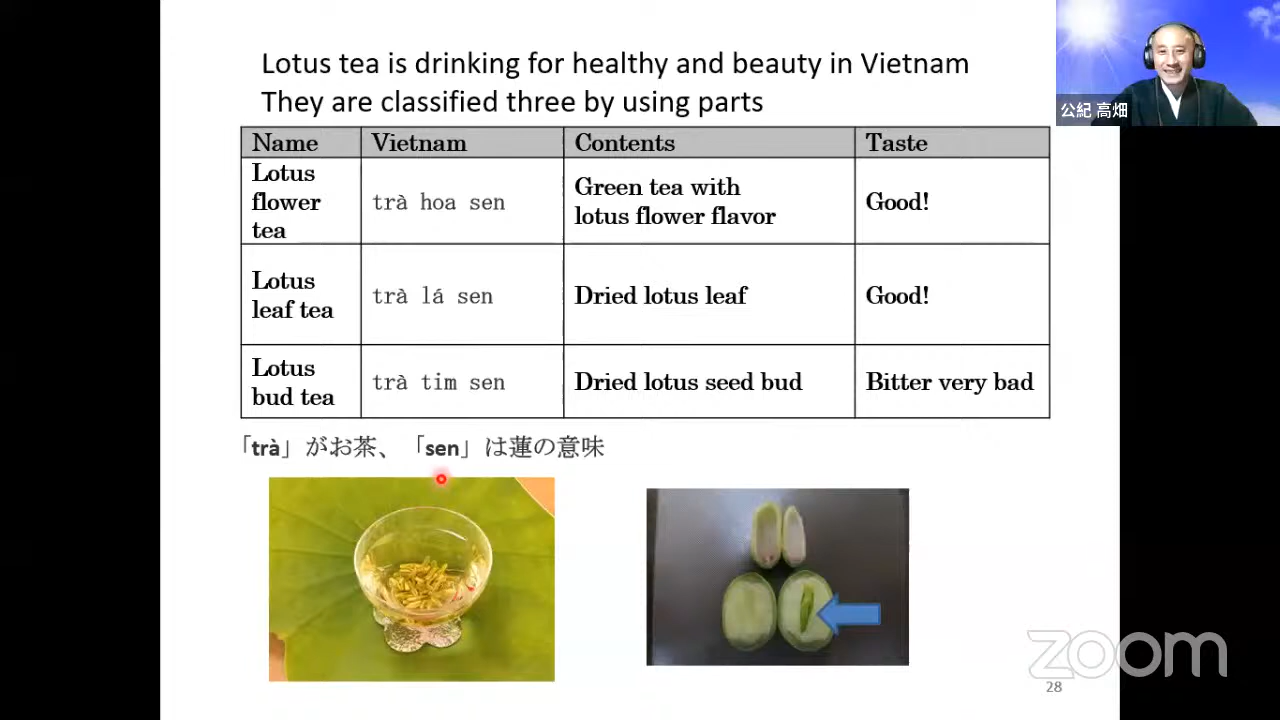 Lotus tea is drinking for healthy and beauty in Vietnam
They are classified three by using parts
公紀 高畑
Name Vietnam Contents Taste
Lotus
flower
tea
trà hoa sen
Green tea with
lotus flower flavor
Good!
Lotus
leaf tea
trà lá sen
Dried lotus leaf
Good!
Lotus
bud tea
trà tim sen
Dried lotus seed bud
Bitter very bad
「trà」がお茶、「sen」は蓮の意味
zoom
28